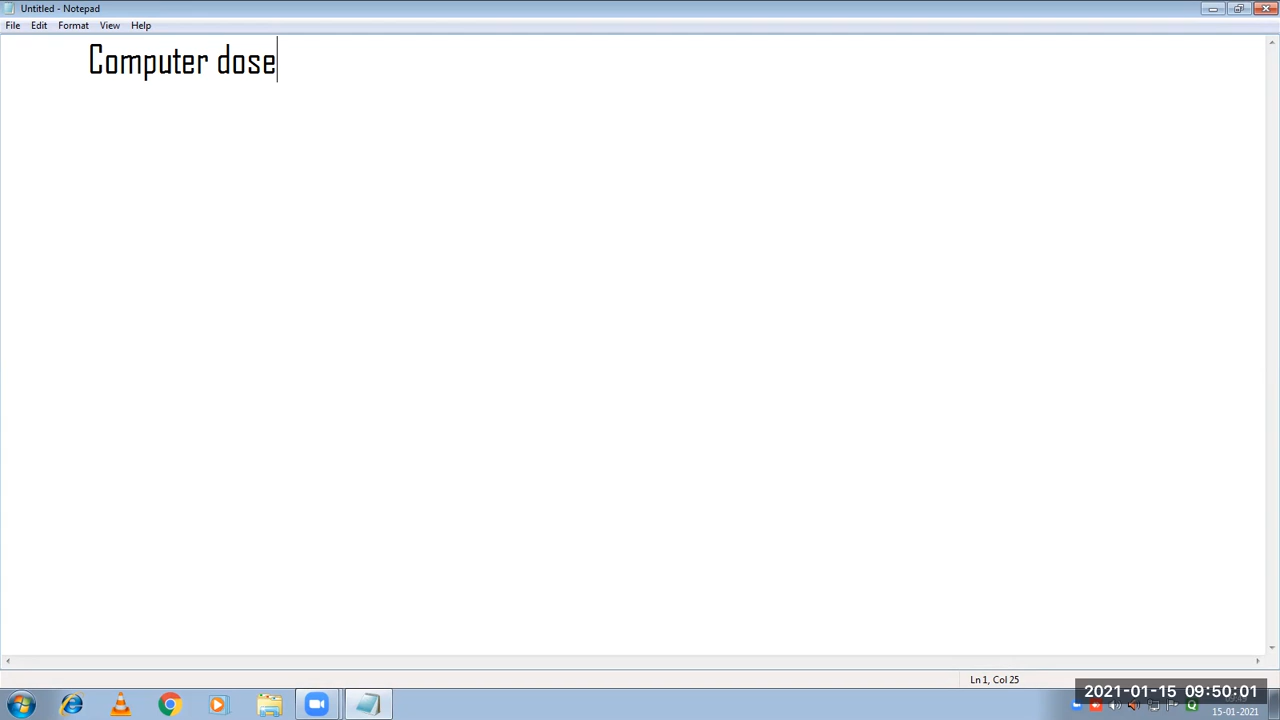 Untitled - Notepad
File Edit Format View Help
Computer dose
Ln 1, Col 25
2021-01-15 09:50:01
15-01-2021